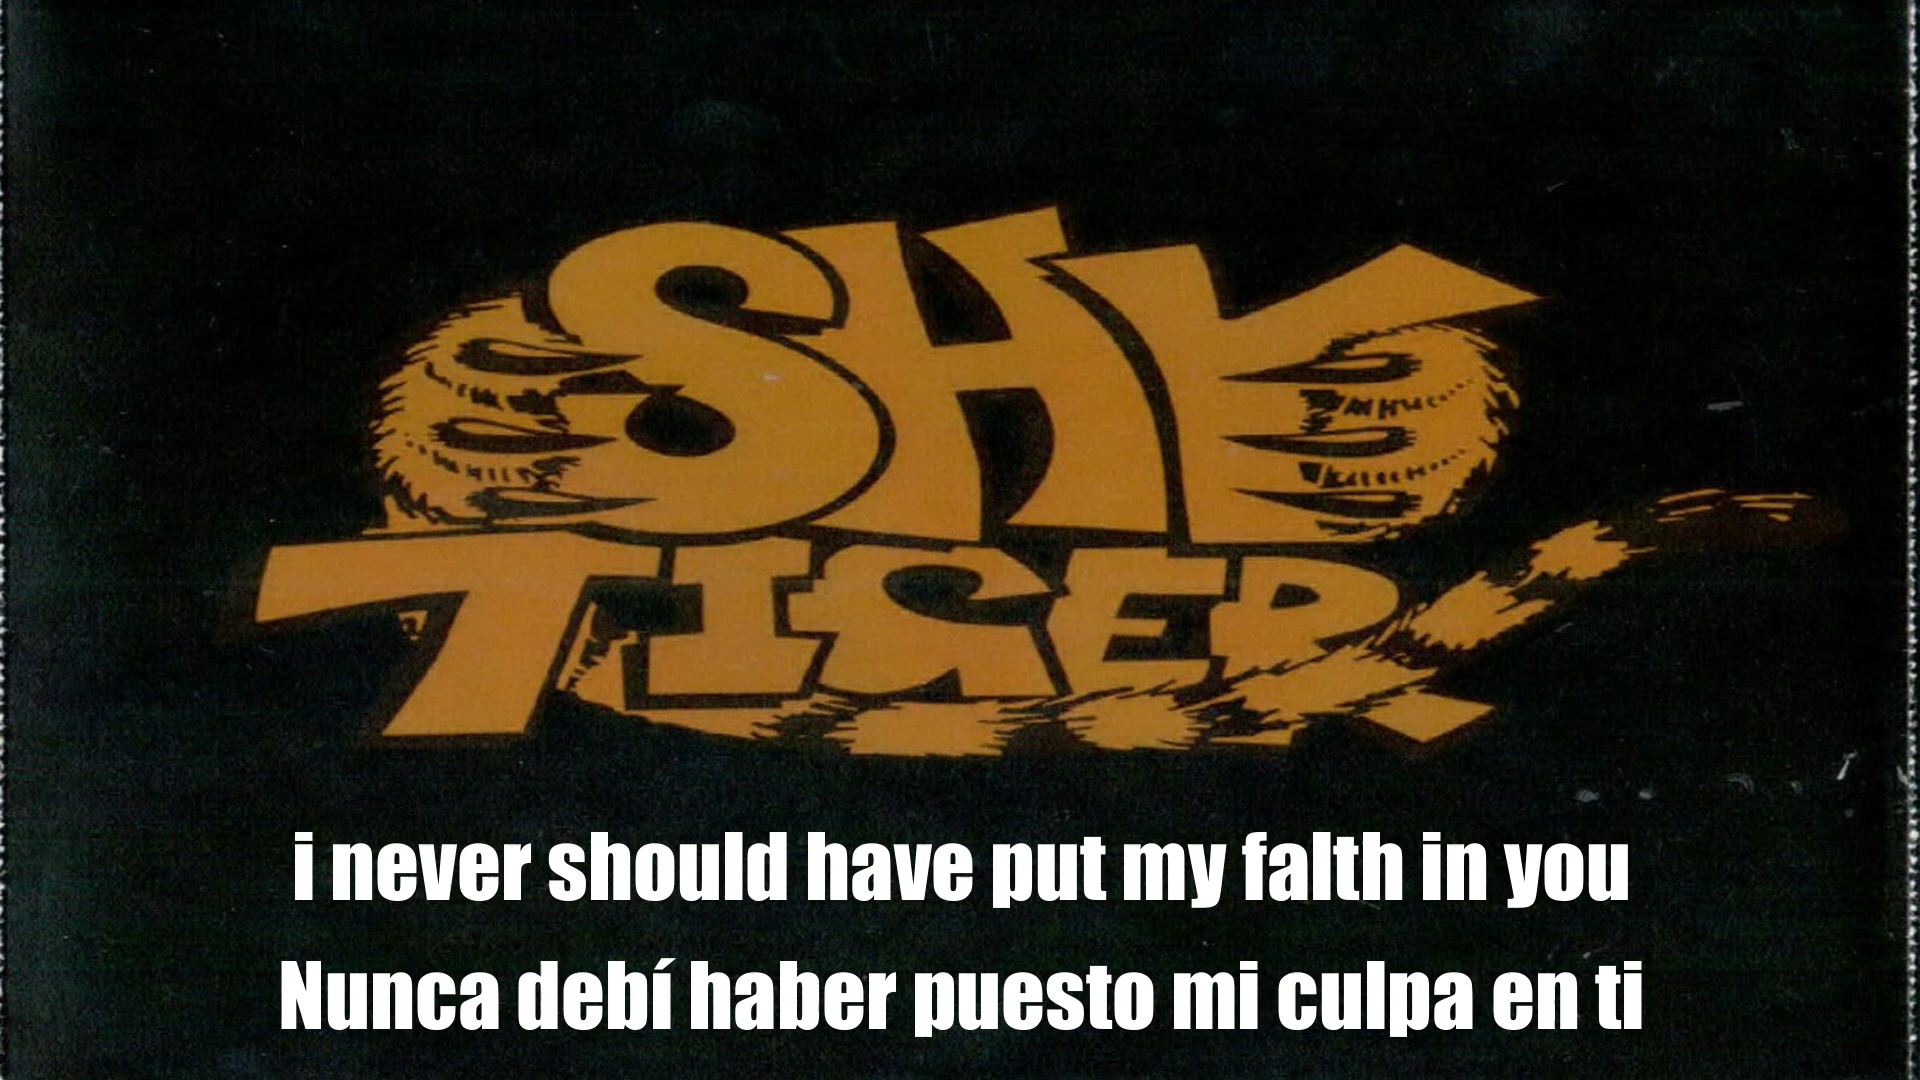 SHY
TIGER
i never should have put my falth in you
Nunca debí haber puesto mi culpa en ti